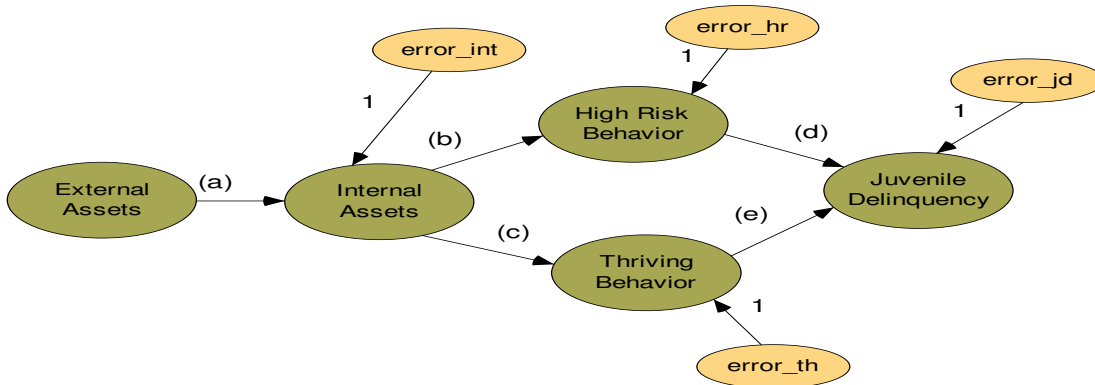 error_hr
error_int
1
error_jd
1
High Risk
Behavior
1
(b)
(d)
(a)
External
Assets
Internal
Assets
Juvenile
Delinquency
(c)
(e)
Thriving
Behavior
1
error_th